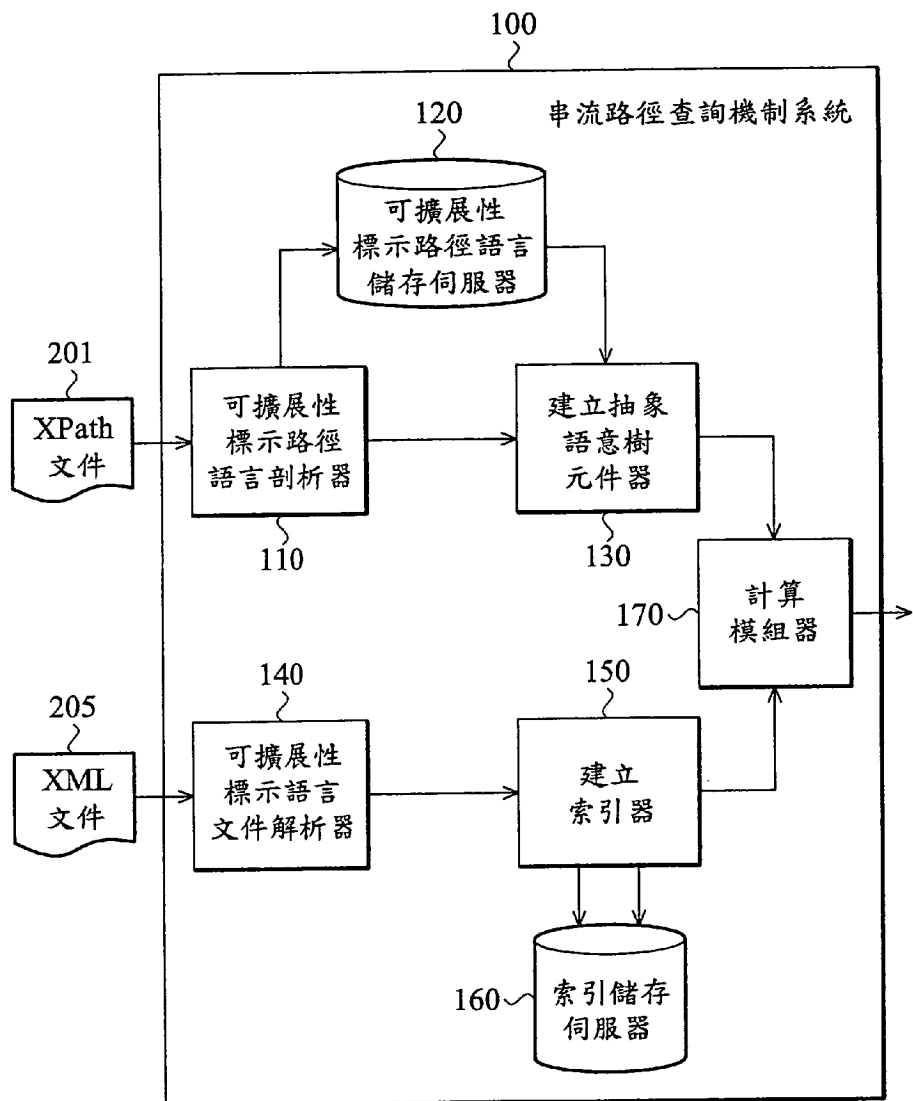 100
串流路徑查詢機制系統
120
可擴展性
標示路徑語言
儲存伺服器
201
XPath
文件
可擴展性
標示路徑
語言剖析器
110
建立抽象
語意樹
元件器
130
170
計算
模組器
205
XML
文件
140
可擴展性
標示語言
文件解析器
150
建立
索引器
160
索引儲存
伺服器